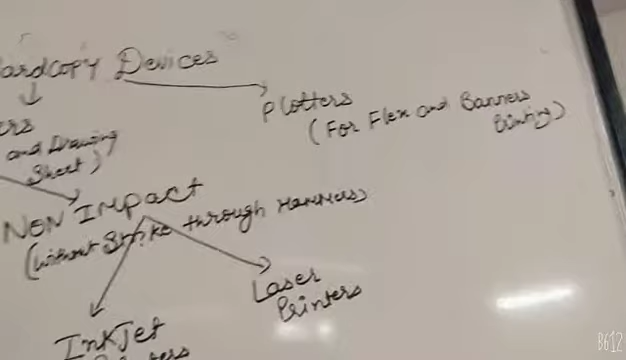 ardcopy Devices
Plotters
(For Flex and Banners
Printing)
ers
and Drawing
Sheet)
NON Impact
(without Strike through Hammers)
Laser
Printers
InkJet
B612